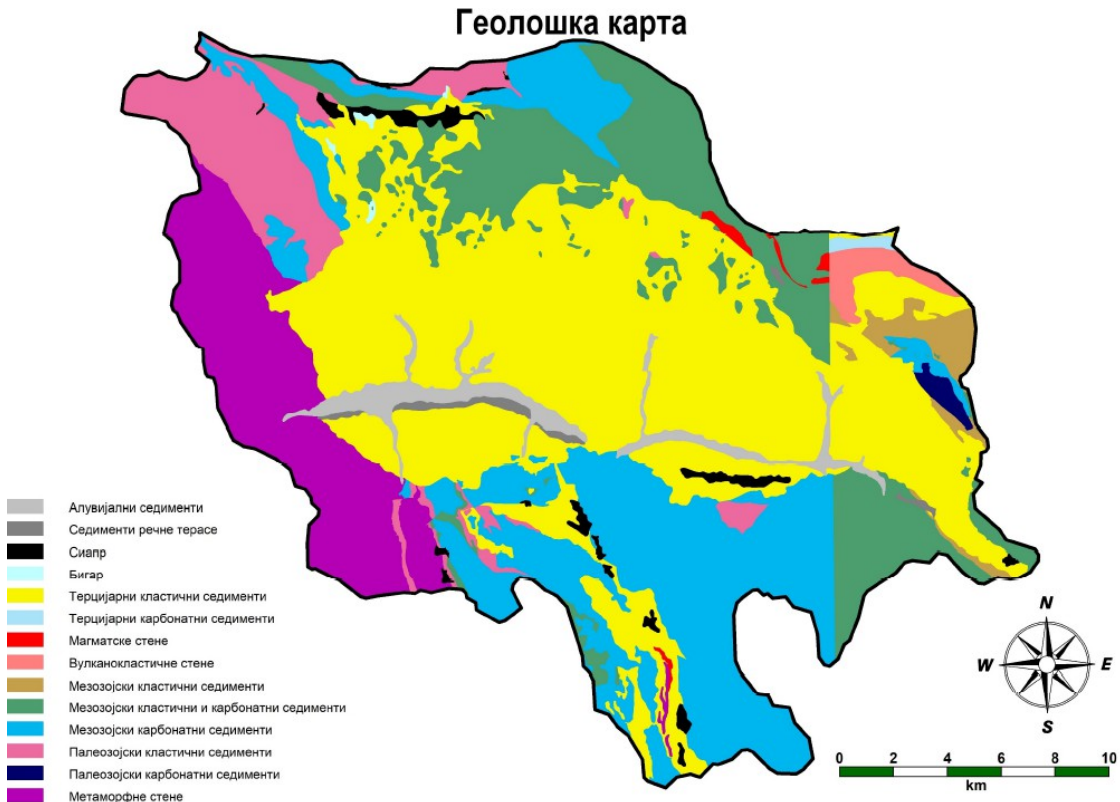 Геолошка карта
Алувијални седименти
Седименти речне терасе
Сиапр
Бигар
Терцијарни кластични седименти
Терцијарни карбонатни седименти
Магматске стене
Вулканокластичне стене
Мезозојски кластични седименти
Мезозојски кластични и карбонатни седименти
Мезозојски карбонатни седименти
Палеозојски кластични седименти
Палеозојски карбонатни седименти
Метаморфне стене
N
W E
S
0 2 4 6 8 10
km